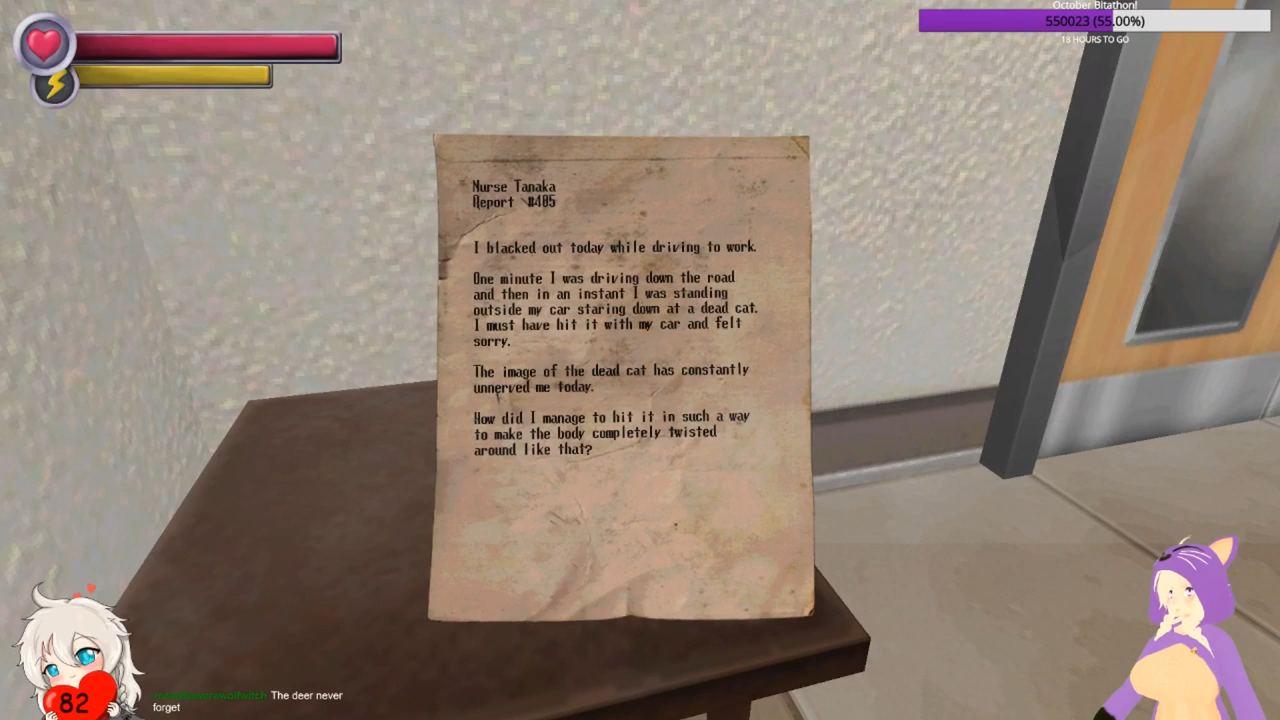 October Bitathon!
550023 (55.00%)
18 HOURS TO GO
Nurse Tanaka
Report #405
I blacked out today while driving to work.
One minute I was driving down the road
and then in an instant I was standing
outside my car staring down at a dead cat.
I must have hit it with my car and felt
sorry.
The image of the dead cat has constantly
unnerved me today.
How did I manage to hit it in such a way
to make the body completely twisted
around like that?
82
The deer never
forget